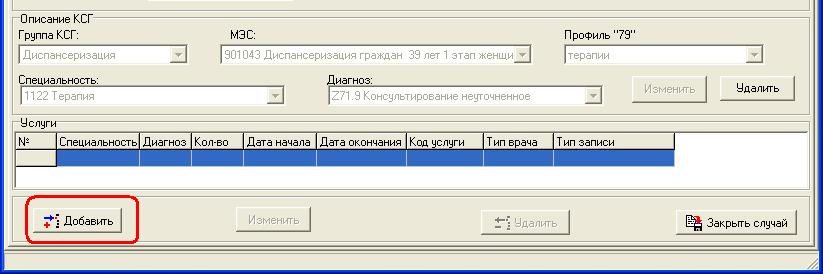 Описание КСГ
Группа КСГ: МЭС: Профиль "79"
Диспансеризация 901043 Диспансеризация граждан 39 лет 1 этап женщи терапии
Специальность: Диагноз:
1122 Терапия Z71.9 Консультирование неуточненное Изменить Удалить
Услуги
№ Специальность Диагноз Кол-во Дата начала Дата окончания Код услуги Тип врача Тип записи
Добавить Изменить Удалить Закрыть случай